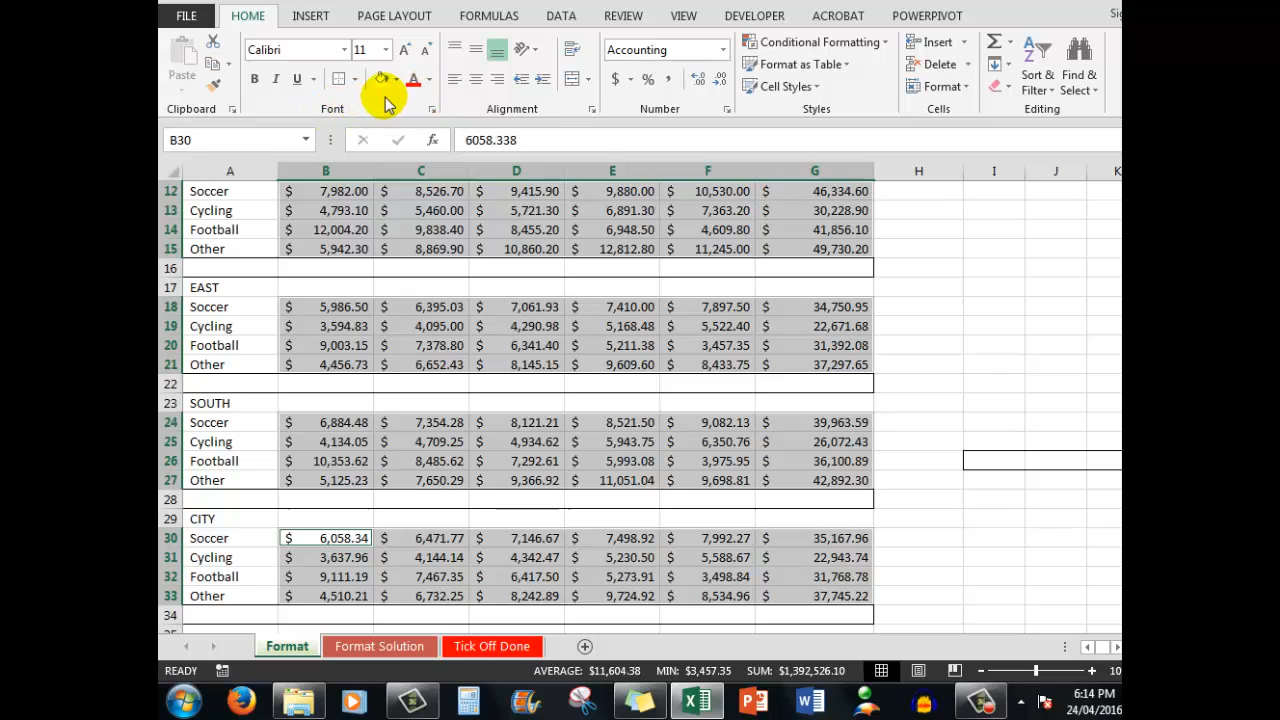 FILE HOME INSERT PAGE LAYOUT FORMULAS DATA REVIEW VIEW DEVELOPER ACROBAT POWERPIVOT
Calibri 11 A A Accounting Conditional Formatting Insert
Paste Format as Table Delete Sort & Find &
B I U A $ % , Cell Styles Format Filter Select
Clipboard Font Alignment Number Styles Cells Editing
B30 fx 6058.338
A B C D E F G H I J K
12 Soccer $ 7,982.00 $ 8,526.70 $ 9,415.90 $ 9,880.00 $ 10,530.00 $ 46,334.60
13 Cycling $ 4,793.10 $ 5,460.00 $ 5,721.30 $ 6,891.30 $ 7,363.20 $ 30,228.90
14 Football $ 12,004.20 $ 9,838.40 $ 8,455.20 $ 6,948.50 $ 4,609.80 $ 41,856.10
15 Other $ 5,942.30 $ 8,869.90 $ 10,860.20 $ 12,812.80 $ 11,245.00 $ 49,730.20
16
17 EAST
18 Soccer $ 5,986.50 $ 6,395.03 $ 7,061.93 $ 7,410.00 $ 7,897.50 $ 34,750.95
19 Cycling $ 3,594.83 $ 4,095.00 $ 4,290.98 $ 5,168.48 $ 5,522.40 $ 22,671.68
20 Football $ 9,003.15 $ 7,378.80 $ 6,341.40 $ 5,211.38 $ 3,457.35 $ 31,392.08
21 Other $ 4,456.73 $ 6,652.43 $ 8,145.15 $ 9,609.60 $ 8,433.75 $ 37,297.65
22
23 SOUTH
24 Soccer $ 6,884.48 $ 7,354.28 $ 8,121.21 $ 8,521.50 $ 9,082.13 $ 39,963.59
25 Cycling $ 4,134.05 $ 4,709.25 $ 4,934.62 $ 5,943.75 $ 6,350.76 $ 26,072.43
26 Football $ 10,353.62 $ 8,485.62 $ 7,292.61 $ 5,993.08 $ 3,975.95 $ 36,100.89
27 Other $ 5,125.23 $ 7,650.29 $ 9,366.92 $ 11,051.04 $ 9,698.81 $ 42,892.30
28
29 CITY
30 Soccer $ 6,058.34 $ 6,471.77 $ 7,146.67 $ 7,498.92 $ 7,992.27 $ 35,167.96
31 Cycling $ 3,637.96 $ 4,144.14 $ 4,342.47 $ 5,230.50 $ 5,588.67 $ 22,943.74
32 Football $ 9,111.19 $ 7,467.35 $ 6,417.50 $ 5,273.91 $ 3,498.84 $ 31,768.78
33 Other $ 4,510.21 $ 6,732.25 $ 8,242.89 $ 9,724.92 $ 8,534.96 $ 37,745.22
34
Format Format Solution Tick Off Done
READY AVERAGE: $11,604.38 MIN: $3,457.35 SUM: $1,392,526.10
6:14 PM
24/04/2016